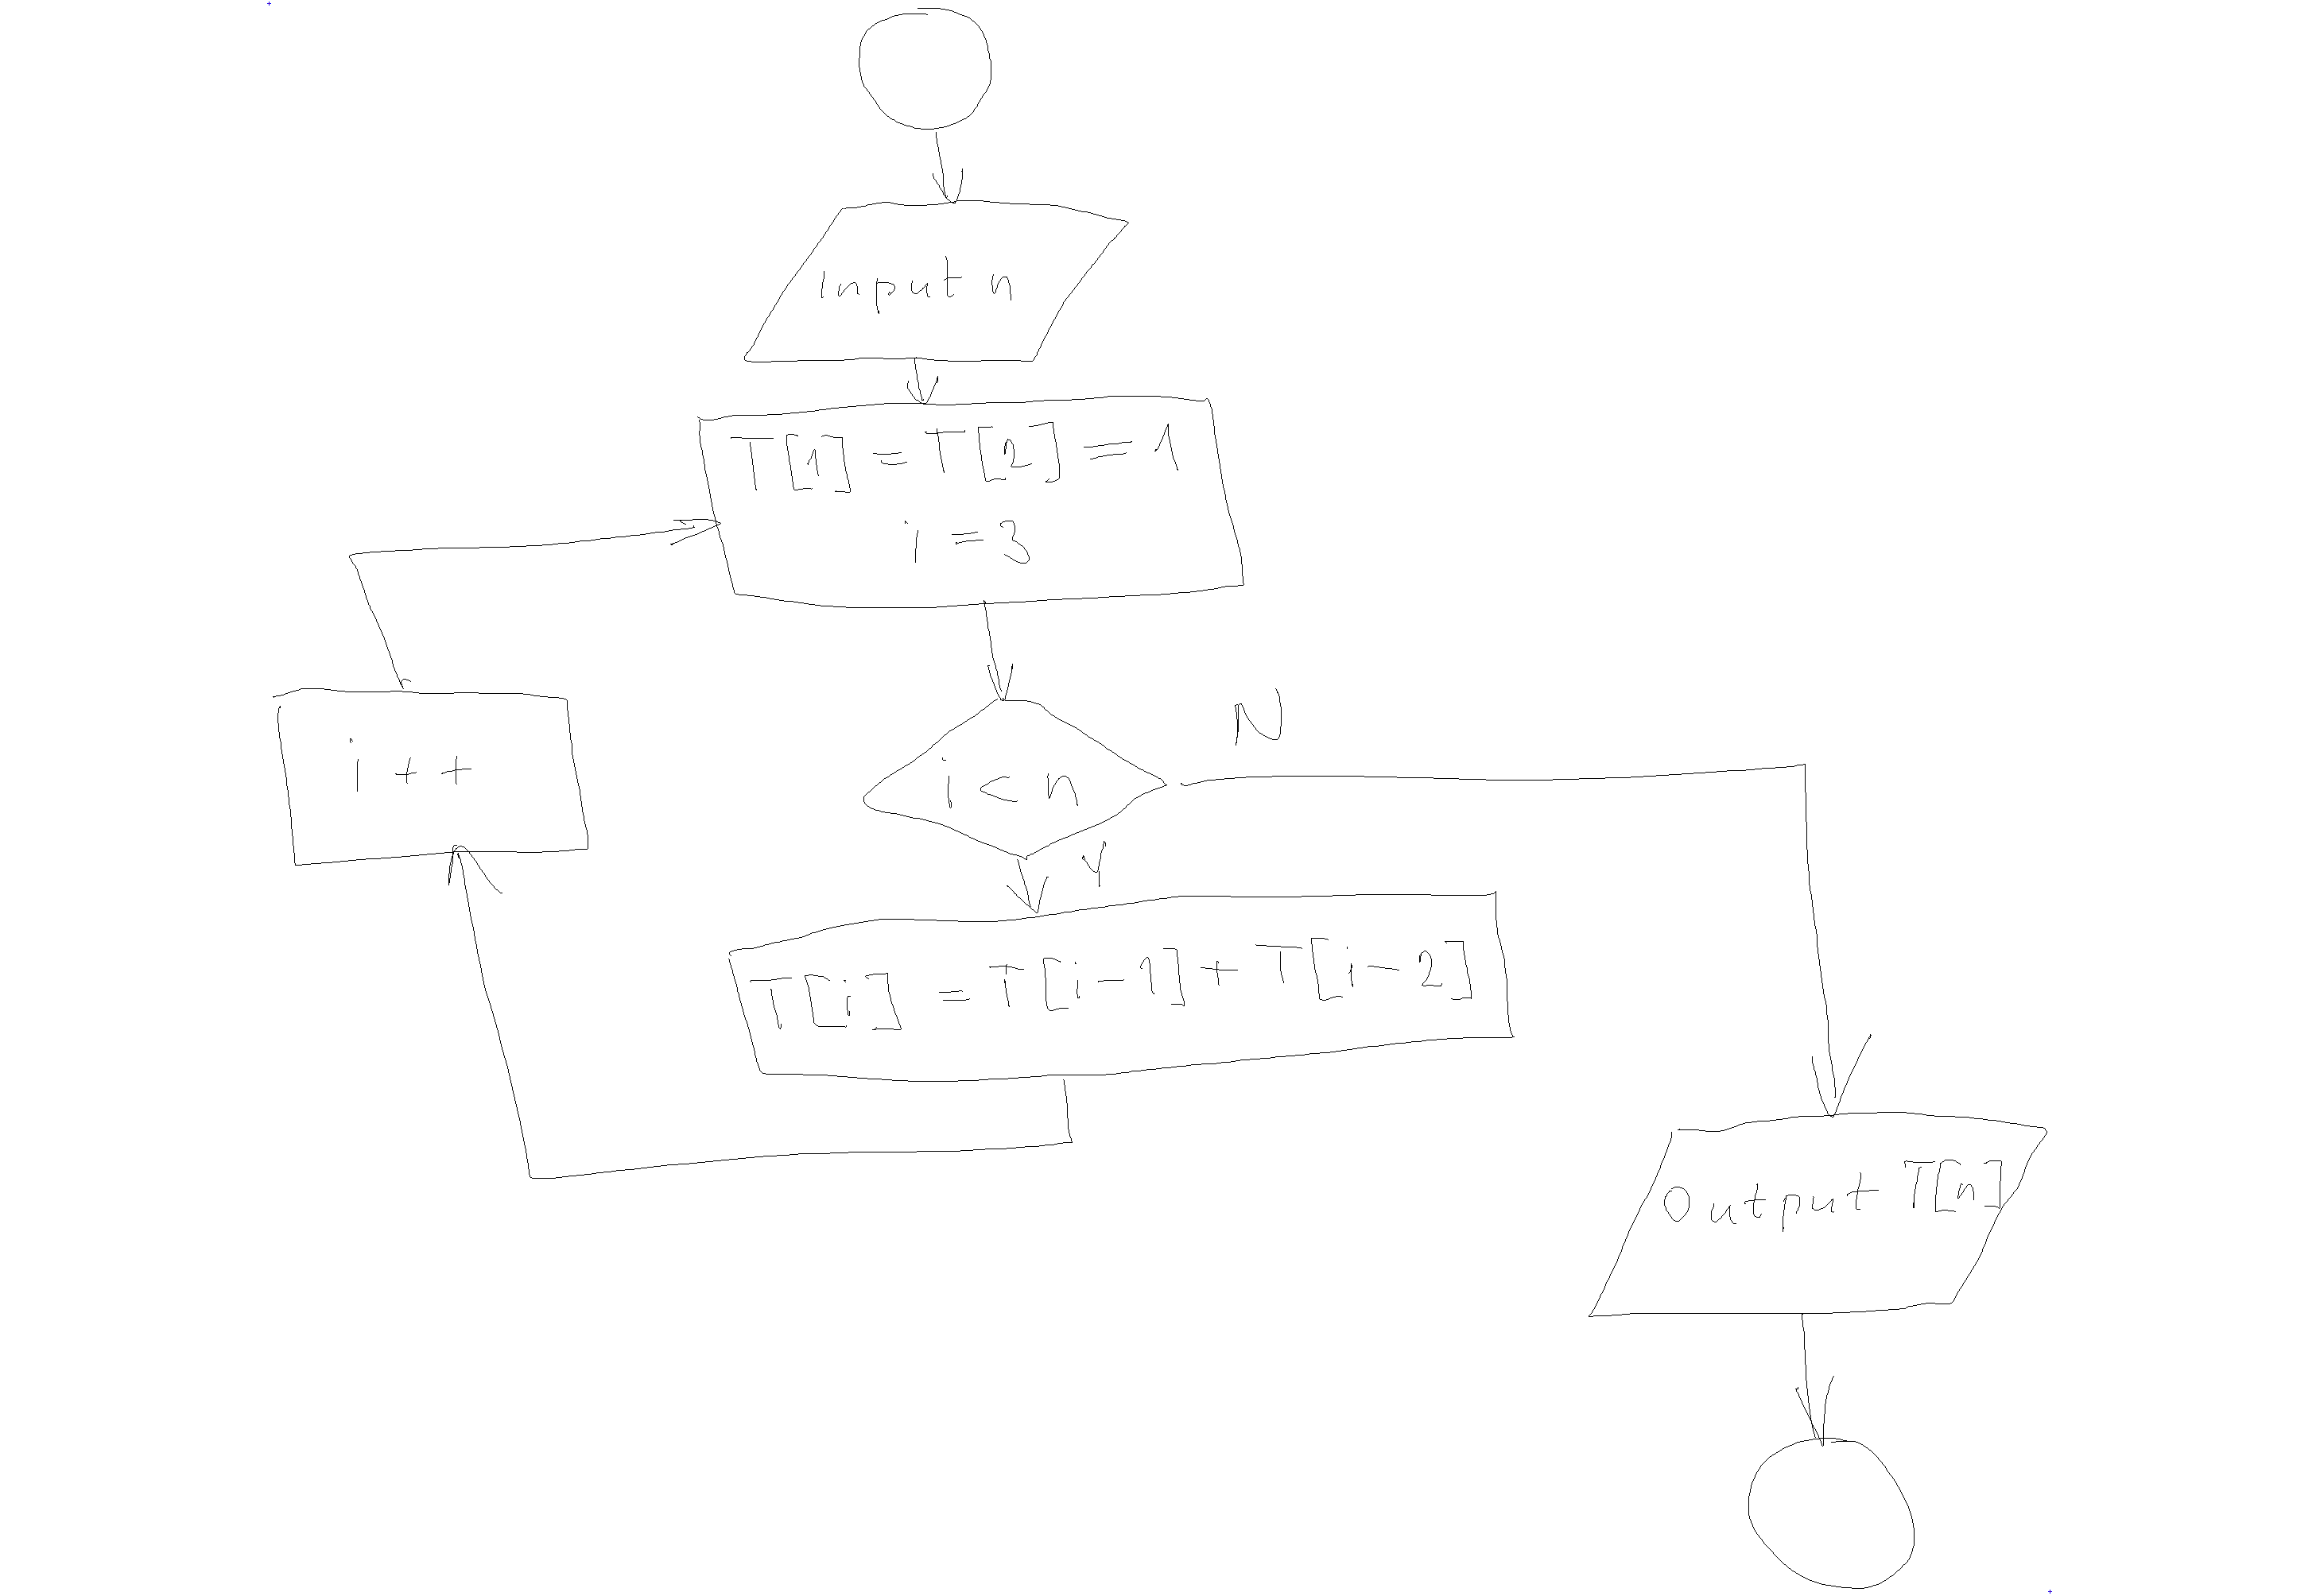 Input n
T[1] = T[2] = 1
i = 3
i++
i < n
N
Y
T[i] = T[i-1] + T[i-2]
Output T[n]